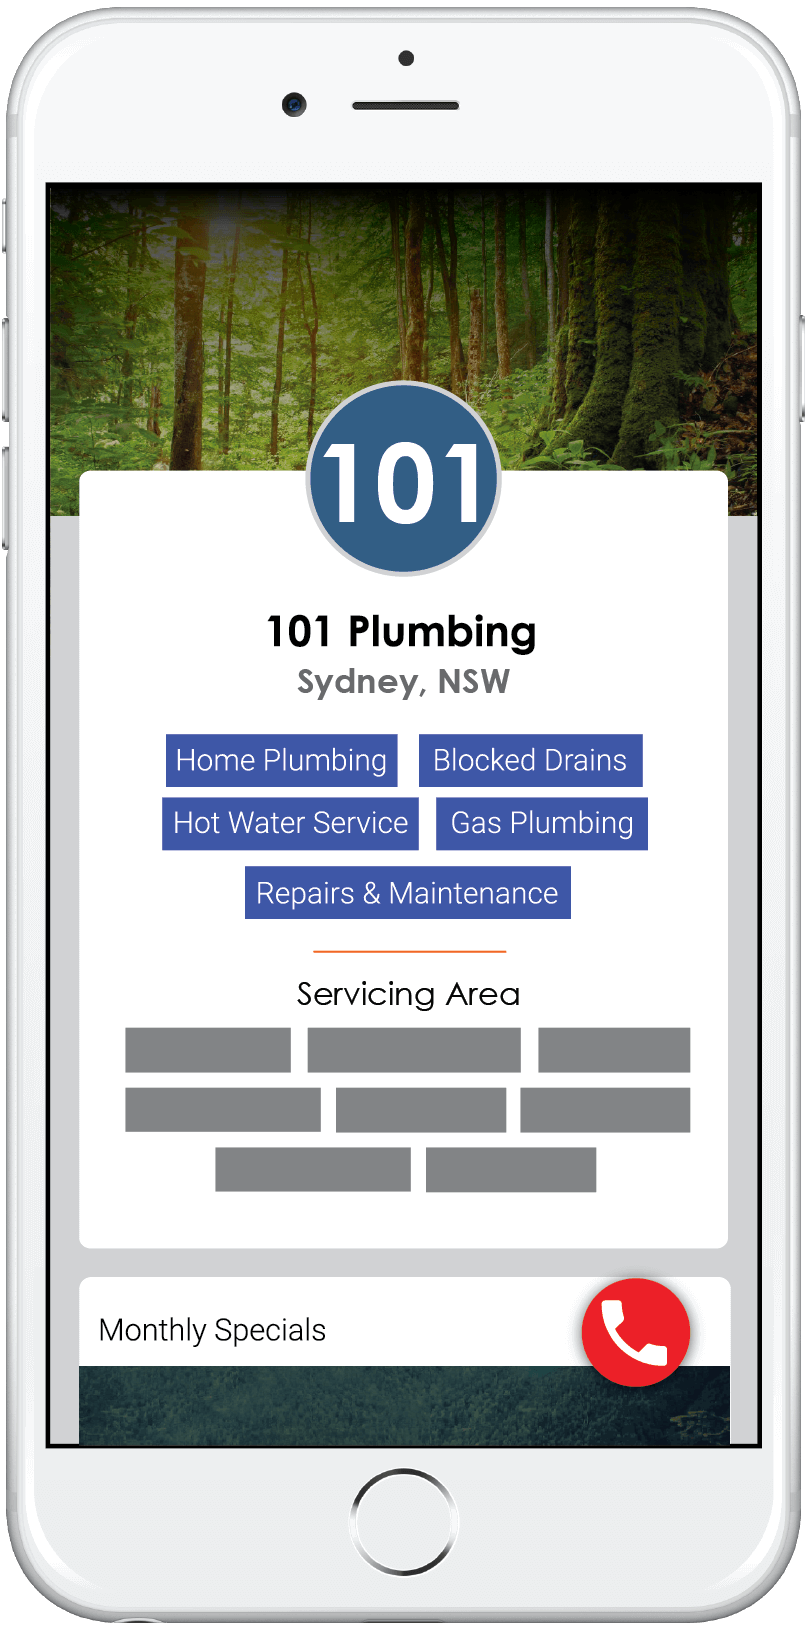 101
101 Plumbing
Sydney, NSW
Home Plumbing Blocked Drains
Hot Water Service Gas Plumbing
Repairs & Maintenance
Servicing Area
Monthly Specials